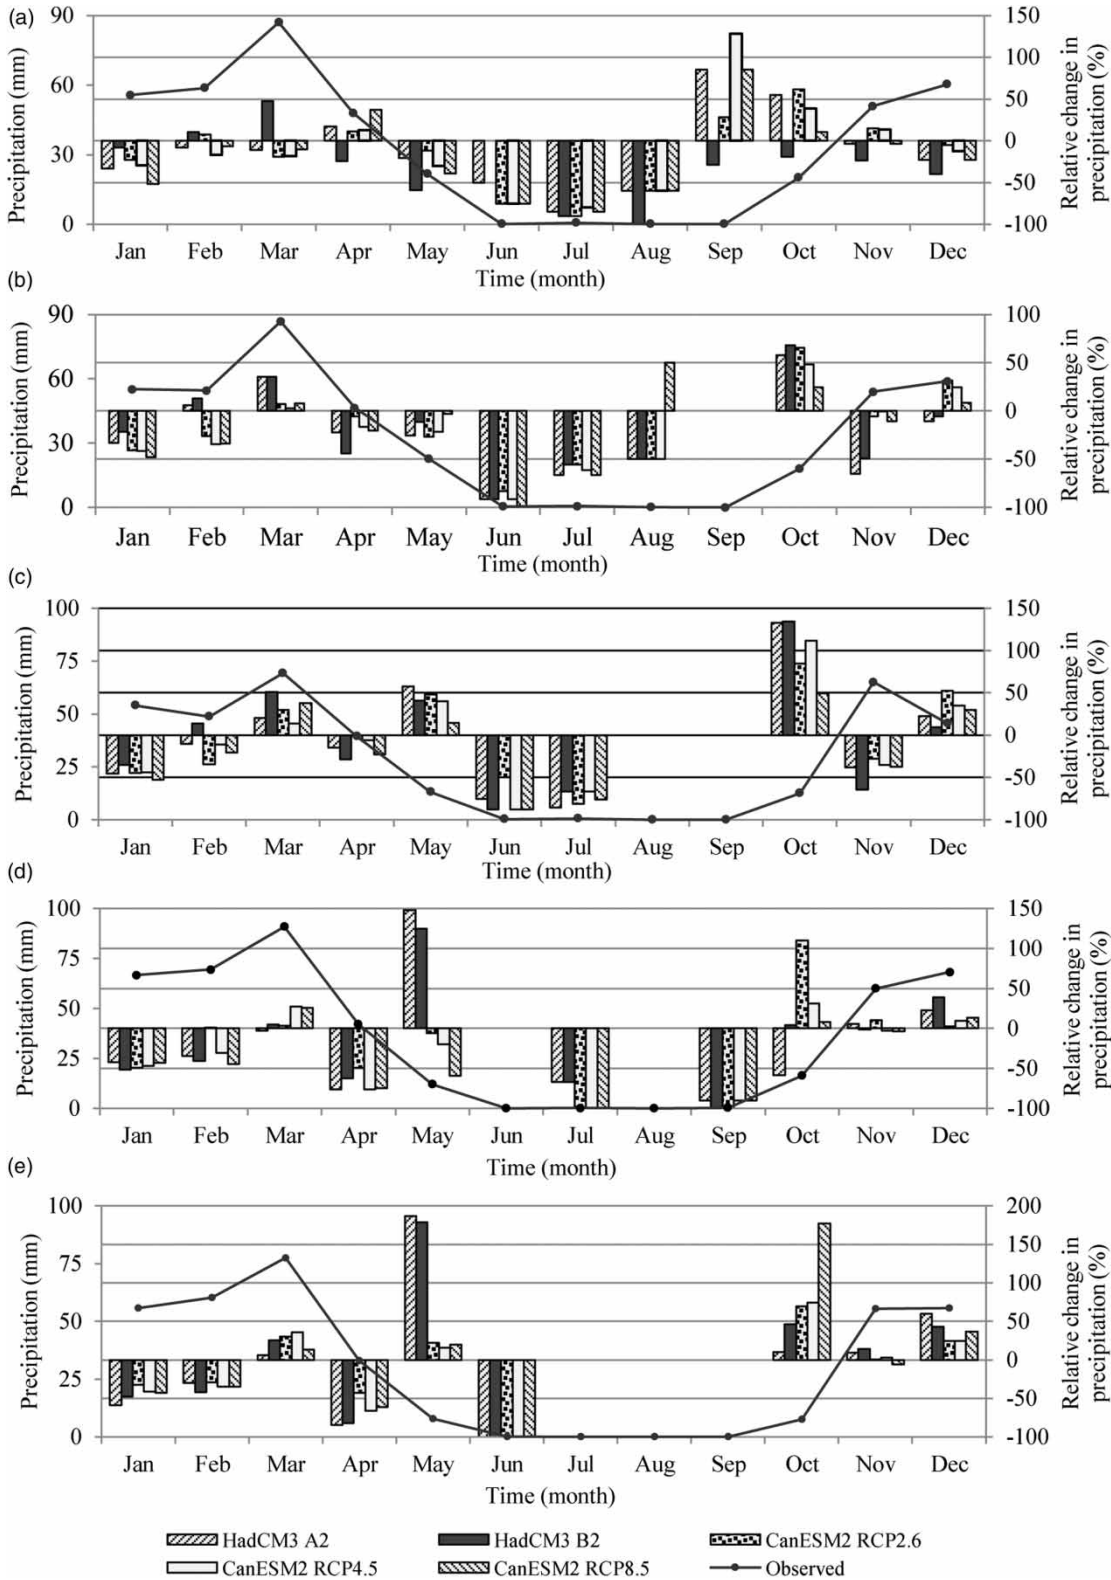 (a)
Precipitation (mm)
90
60
30
0
150
100
50
0
-50
-100
Relative change in
precipitation (%)
Jan Feb Mar Apr May Jun Jul Aug Sep Oct Nov Dec
Time (month)
(b)
Precipitation (mm)
90
60
30
0
100
50
0
-50
-100
Relative change in
precipitation (%)
Jan Feb Mar Apr May Jun Jul Aug Sep Oct Nov Dec
Time (month)
(c)
Precipitation (mm)
100
75
50
25
0
150
100
50
0
-50
-100
Relative change in
precipitation (%)
Jan Feb Mar Apr May Jun Jul Aug Sep Oct Nov Dec
Time (month)
(d)
Precipitation (mm)
100
75
50
25
0
150
100
50
0
-50
-100
Relative change in
precipitation (%)
Jan Feb Mar Apr May Jun Jul Aug Sep Oct Nov Dec
Time (month)
(e)
Precipitation (mm)
100
75
50
25
0
200
150
100
50
0
-50
-100
Relative change in
precipitation (%)
Jan Feb Mar Apr May Jun Jul Aug Sep Oct Nov Dec
Time (month)
HadCM3 A2 HadCM3 B2 CanESM2 RCP2.6
CanESM2 RCP4.5 CanESM2 RCP8.5 Observed